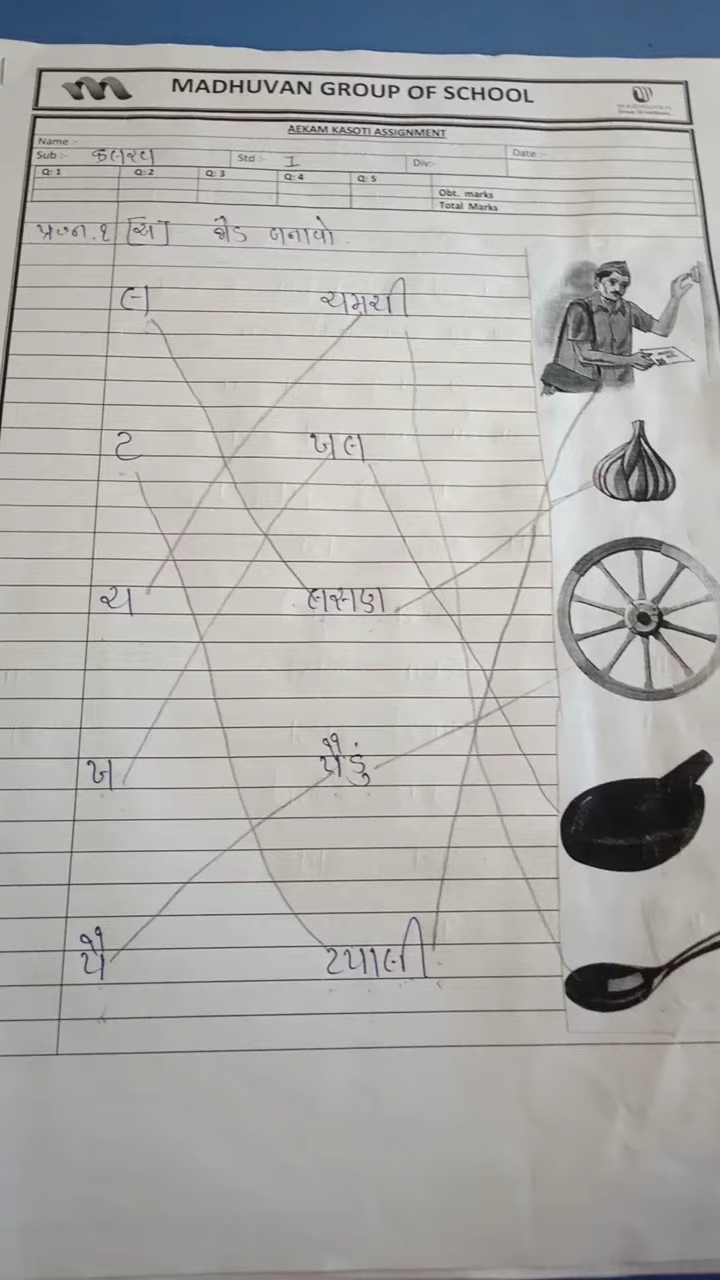 MADHUVAN GROUP OF SCHOOL
AEKAM KASOTI ASSIGNMENT
Name :-
Sub :- કલરવ Std :- I Div:- Date :-
Q: 1 Q: 2 Q: 3 Q: 4 Q: 5
Obt. marks
Total Marks
પ્રશ્ન.૧ [અ] જોડ બનાવો.
લ ચમચી
ટ ખલ
ચ લસણ
ખ પૈડું
પૈ ટપાલી